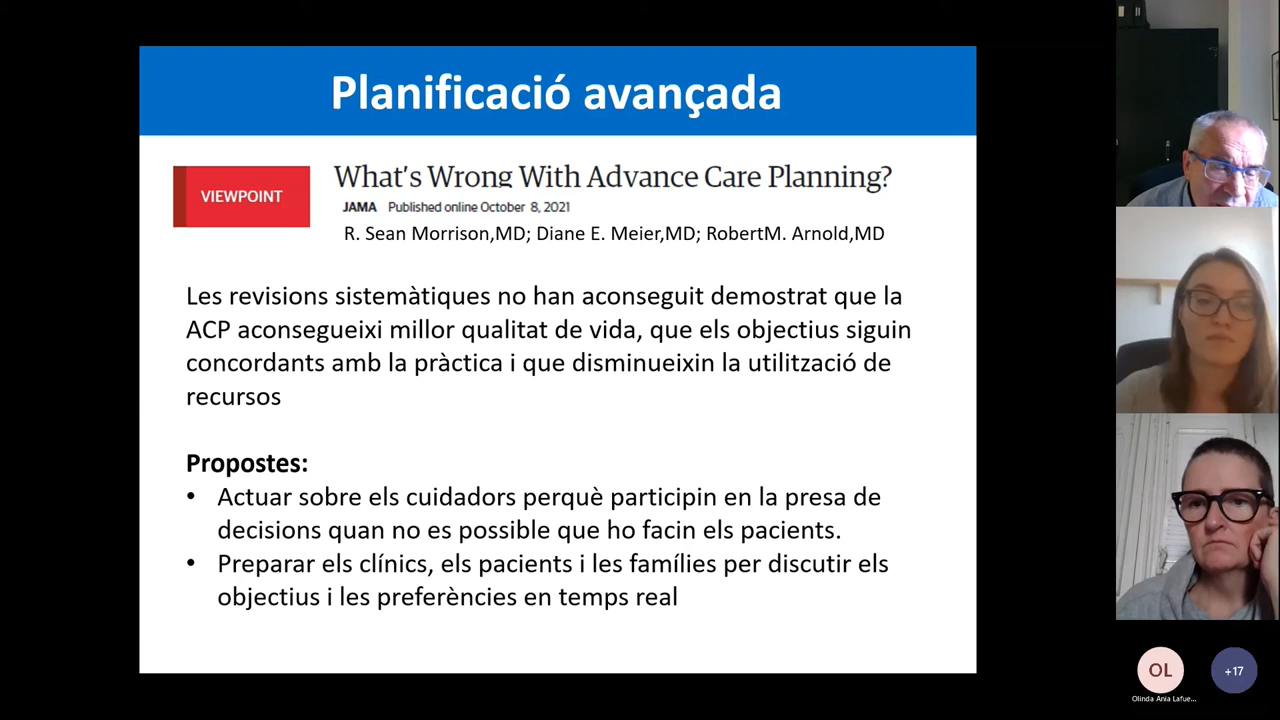 Planificació avançada
VIEWPOINT
What's Wrong With Advance Care Planning?
JAMA Published online October 8, 2021
R. Sean Morrison,MD; Diane E. Meier,MD; RobertM. Arnold,MD
Les revisions sistemàtiques no han aconseguit demostrat que la
ACP aconsegueixi millor qualitat de vida, que els objectius siguin
concordants amb la pràctica i que disminueixin la utilització de
recursos
Propostes:
• Actuar sobre els cuidadors perquè participin en la presa de
decisions quan no es possible que ho facin els pacients.
• Preparar els clínics, els pacients i les famílies per discutir els
objectius i les preferències en temps real
OL
+17
Olinda Ania Lafue...